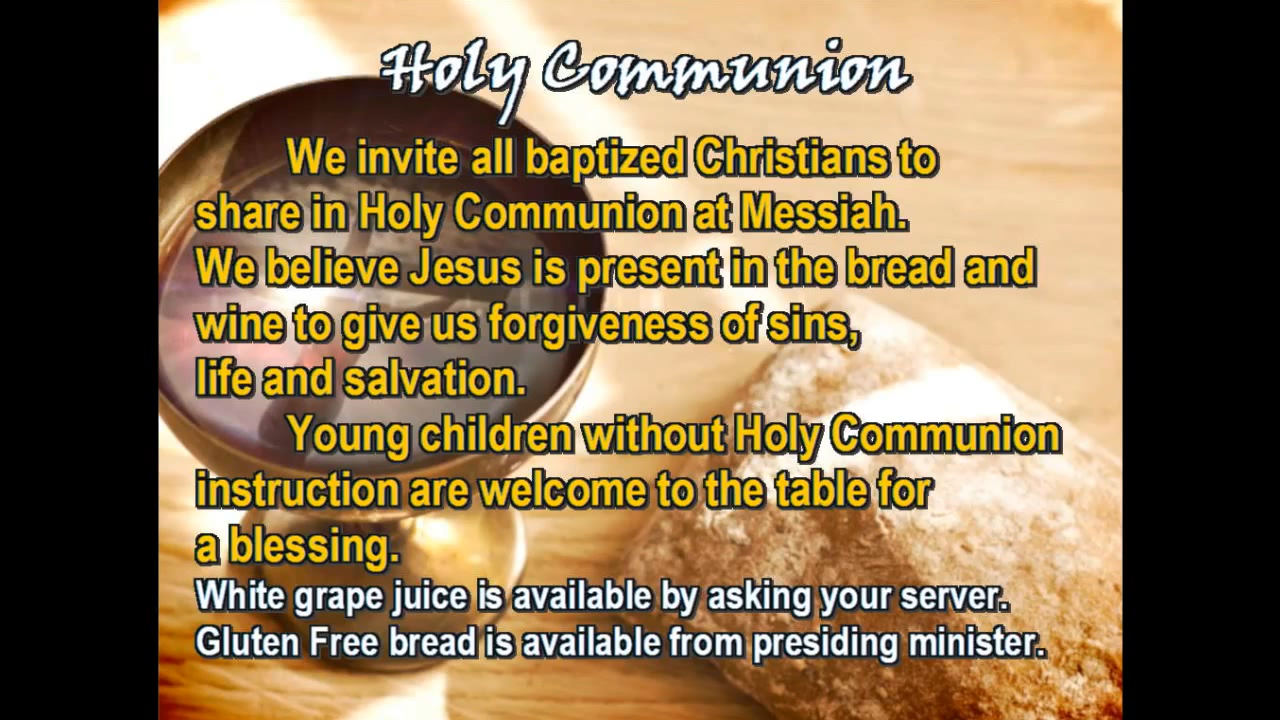 Holy Communion
We invite all baptized Christians to
share in Holy Communion at Messiah.
We believe Jesus is present in the bread and
wine to give us forgiveness of sins,
life and salvation.
Young children without Holy Communion
instruction are welcome to the table for
a blessing.
White grape juice is available by asking your server.
Gluten Free bread is available from presiding minister.